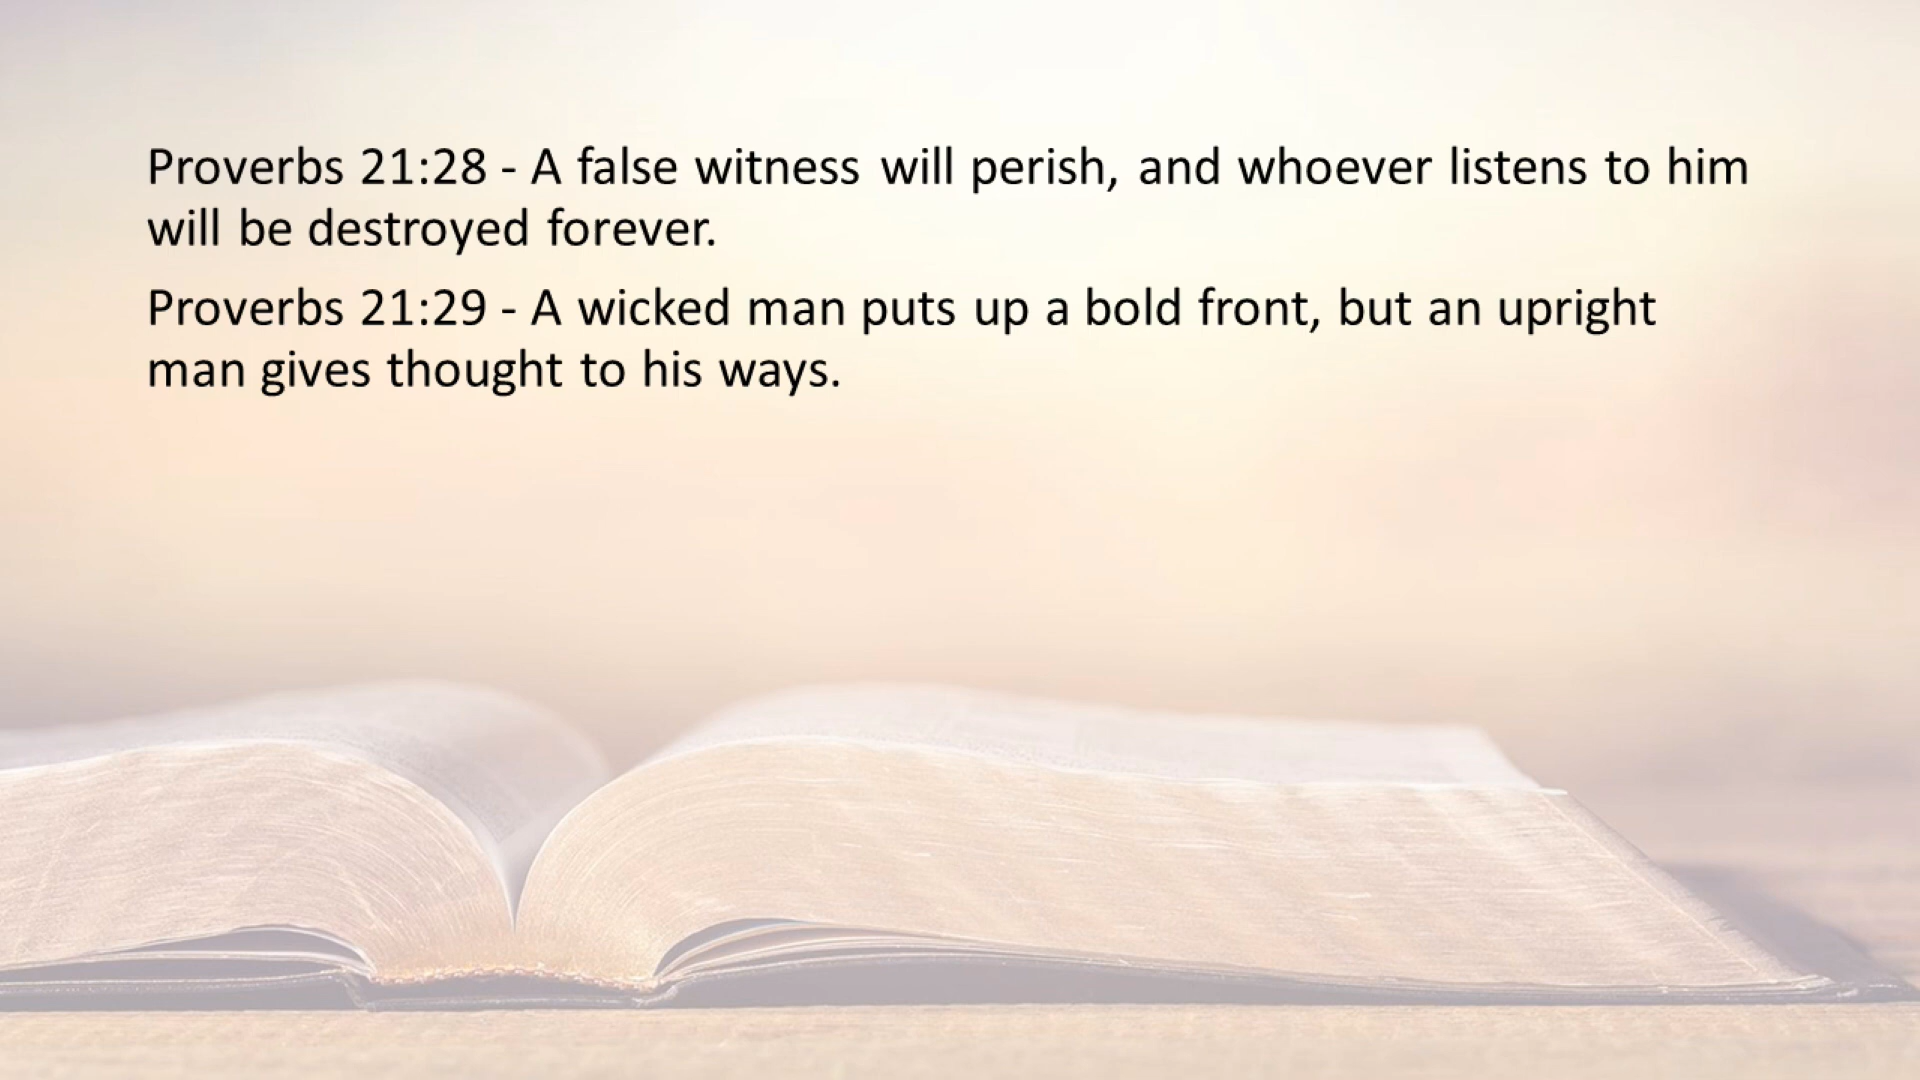 Proverbs 21:28 - A false witness will perish, and whoever listens to him
will be destroyed forever.
Proverbs 21:29 - A wicked man puts up a bold front, but an upright
man gives thought to his ways.